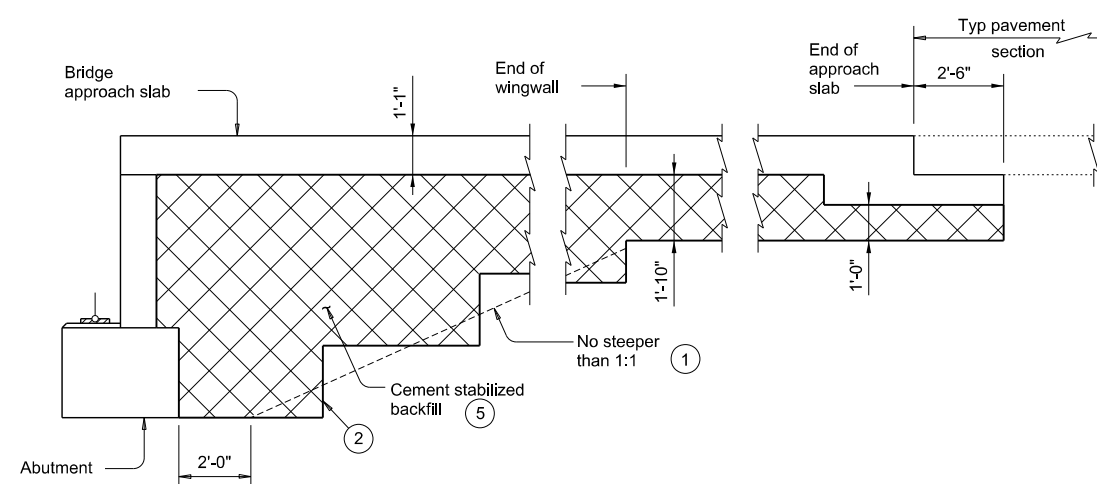 Typ pavement
section
Bridge
approach slab
1'-1"
End of
wingwall
End of
approach
slab
2'-6"
1'-10"
1'-0"
No steeper
than 1:1
1
Cement stabilized
backfill
5
2
Abutment
2'-0"